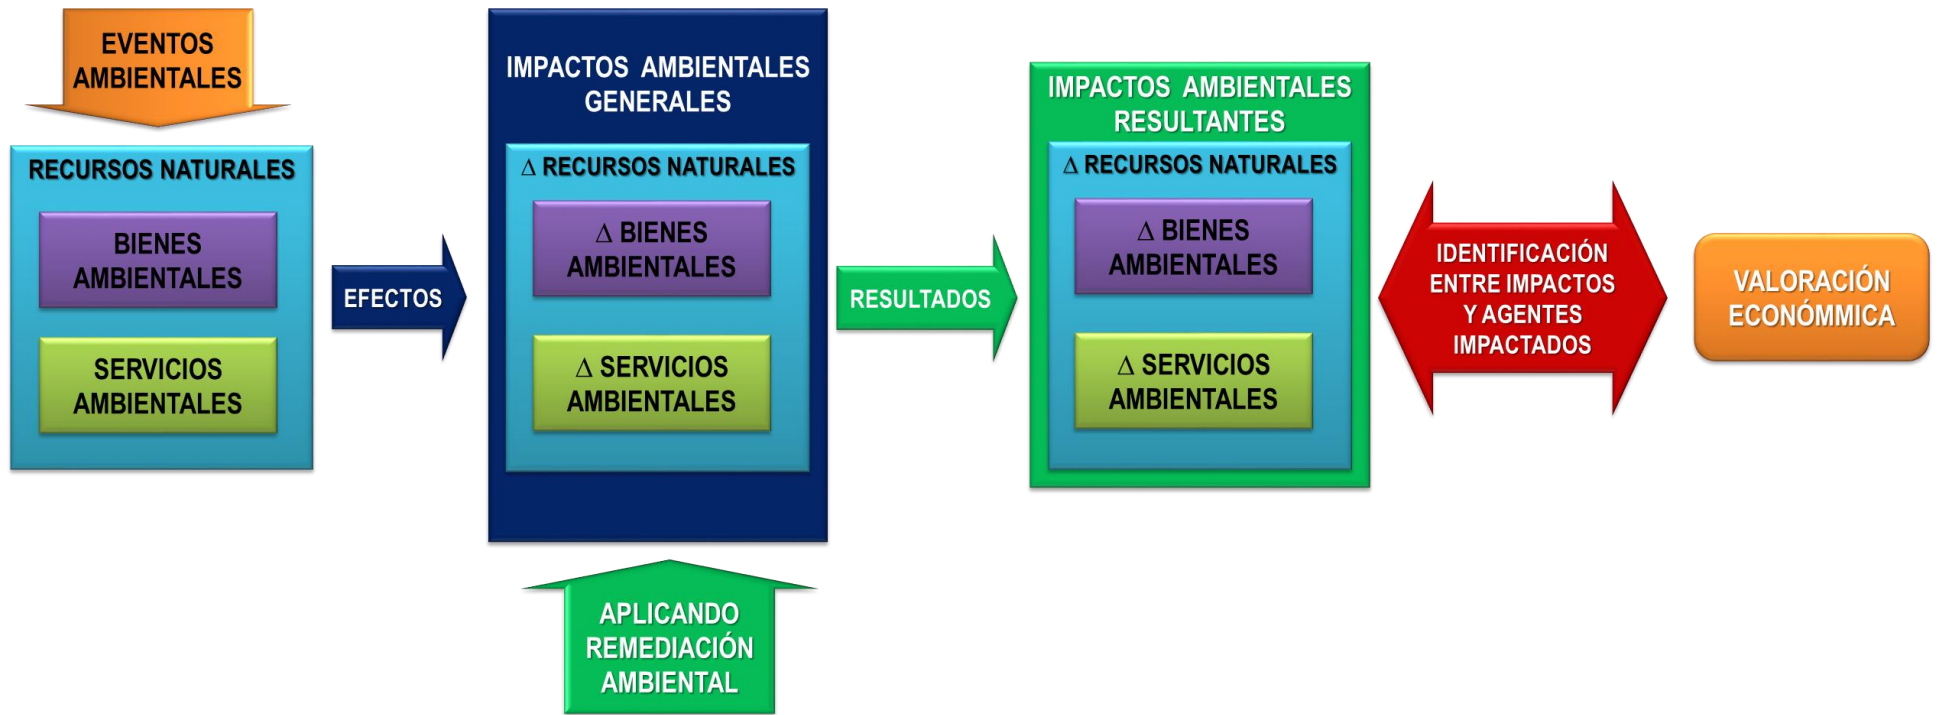 EVENTOS
AMBIENTALES
RECURSOS NATURALES
BIENES
AMBIENTALES
SERVICIOS
AMBIENTALES
EFECTOS
IMPACTOS AMBIENTALES
GENERALES
∆ RECURSOS NATURALES
∆ BIENES
AMBIENTALES
∆ SERVICIOS
AMBIENTALES
APLICANDO
REMEDIACIÓN
AMBIENTAL
RESULTADOS
IMPACTOS AMBIENTALES
RESULTANTES
∆ RECURSOS NATURALES
∆ BIENES
AMBIENTALES
∆ SERVICIOS
AMBIENTALES
IDENTIFICACIÓN
ENTRE IMPACTOS
Y AGENTES
IMPACTADOS
VALORACIÓN
ECONÓMMICA